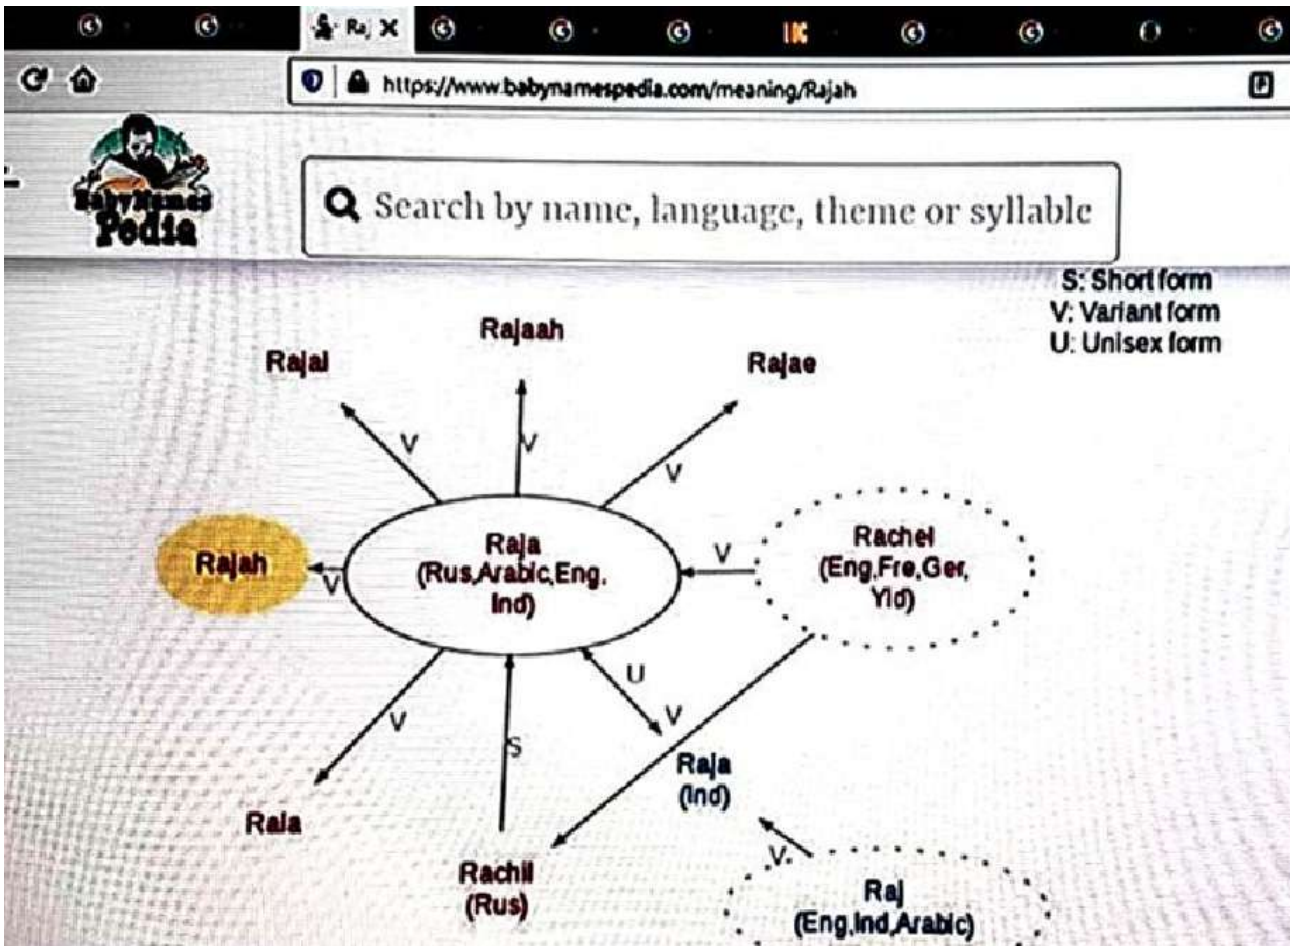 Raj
https://www.babynamespedia.com/meaning/Rajah
BabyNames
Pedia
Search by name, language, theme or syllable
S: Short form
V: Variant form
U: Unisex form
Rajaah
Rajai
Rajae
V
V
V
Rajah
V
Raja
(Rus,Arabic,Eng,
Ind)
V
Rachel
(Eng,Fre,Ger,
Yid)
V
S
U
V
Raja
(Ind)
Raia
Rachil
(Rus)
V
Raj
(Eng,Ind,Arabic)